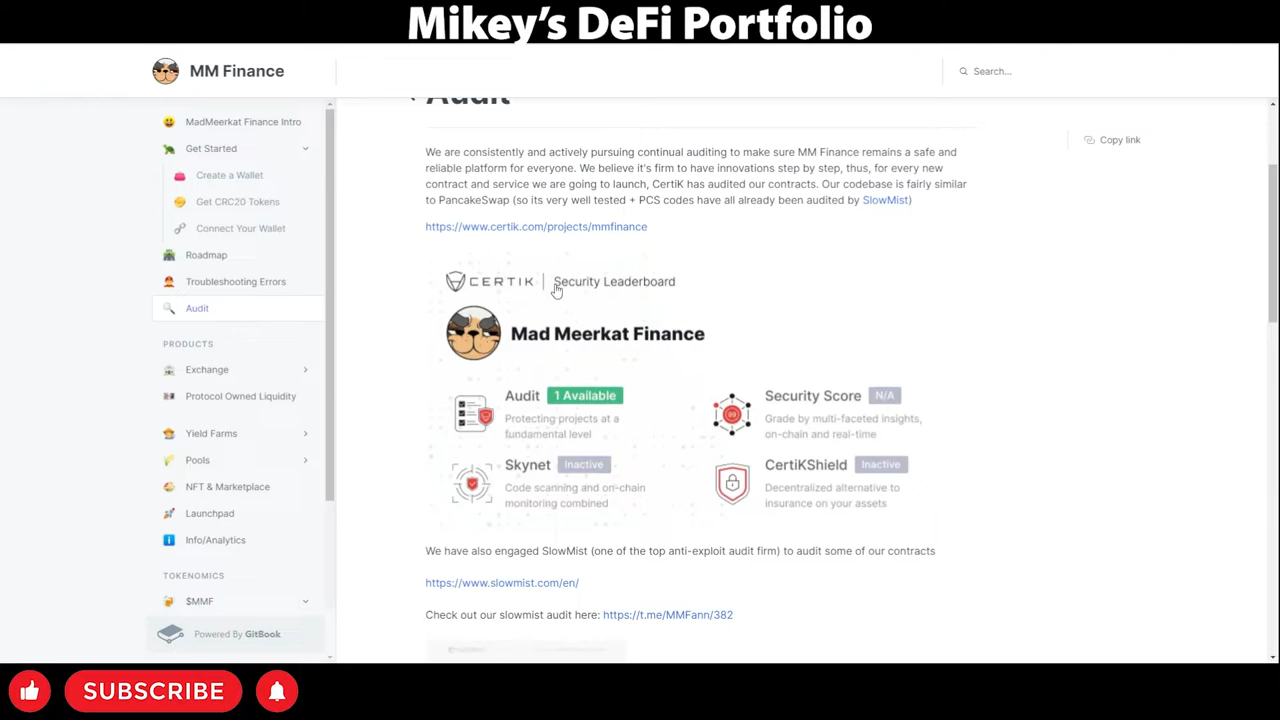 Mikey's DeFi Portfolio
MM Finance
Search...
MadMeerkat Finance Intro
Get Started
Create a Wallet
Get CRC20 Tokens
Connect Your Wallet
Roadmap
Troubleshooting Errors
Audit
PRODUCTS
Exchange
Protocol Owned Liquidity
Yield Farms
Pools
NFT & Marketplace
Launchpad
Info/Analytics
TOKENOMICS
$MMF
Powered By GitBook
Audit
Copy link
We are consistently and actively pursuing continual auditing to make sure MM Finance remains a safe and
reliable platform for everyone. We believe it's firm to have innovations step by step, thus, for every new
contract and service we are going to launch, CertiK has audited our contracts. Our codebase is fairly similar
to PancakeSwap (so its very well tested + PCS codes have all already been audited by SlowMist)
https://www.certik.com/projects/mmfinance
CERTIK | Security Leaderboard
Mad Meerkat Finance
Audit 1 Available
Protecting projects at a
fundamental level
Security Score N/A
Grade by multi-faceted insights,
on-chain and real-time
Skynet Inactive
Code scanning and on-chain
monitoring combined
CertiKShield Inactive
Decentralized alternative to
insurance on your assets
We have also engaged SlowMist (one of the top anti-exploit audit firm) to audit some of our contracts
https://www.slowmist.com/en/
Check out our slowmist audit here: https://t.me/MMFann/382
SUBSCRIBE